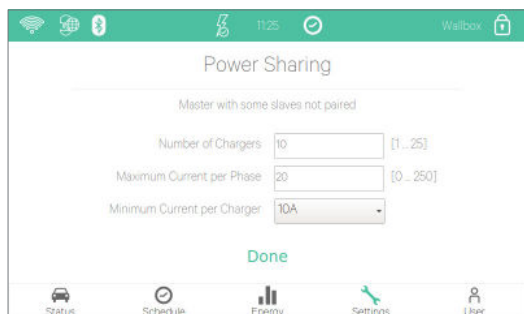 11:25 Wallbox
Power Sharing
Master with some slaves not paired
Number of Chargers 10 [1 ... 25]
Maximum Current per Phase 20 [0 ... 250]
Minimum Current per Charger 10A
Done
Status Schedule Energy Settings User